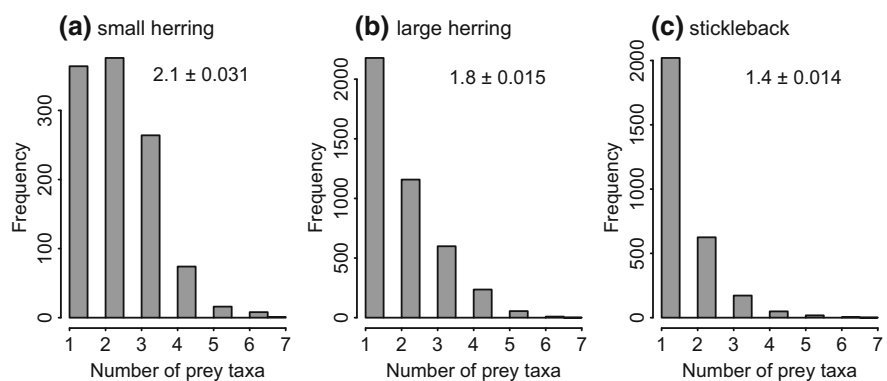 (a) small herring
2.1 ± 0.031
Frequency
0 100 200 300
1 2 3 4 5 6 7
Number of prey taxa
(b) large herring
1.8 ± 0.015
Frequency
0 500 1000 1500 2000
1 2 3 4 5 6 7
Number of prey taxa
(c) stickleback
1.4 ± 0.014
Frequency
0 500 1000 1500 2000
1 2 3 4 5 6 7
Number of prey taxa